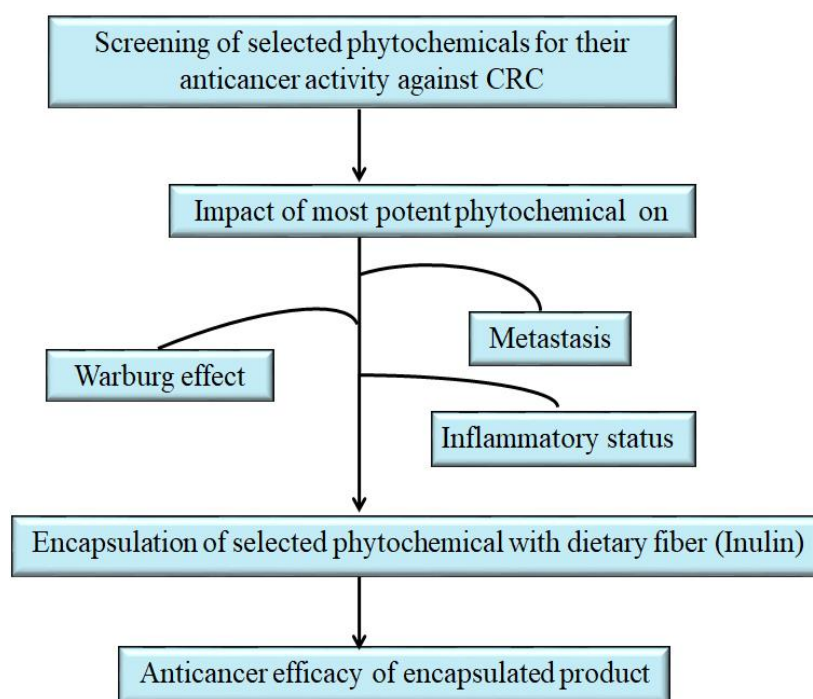 Screening of selected phytochemicals for their
anticancer activity against CRC
Impact of most potent phytochemical on
Metastasis
Warburg effect
Inflammatory status
Encapsulation of selected phytochemical with dietary fiber (Inulin)
Anticancer efficacy of encapsulated product